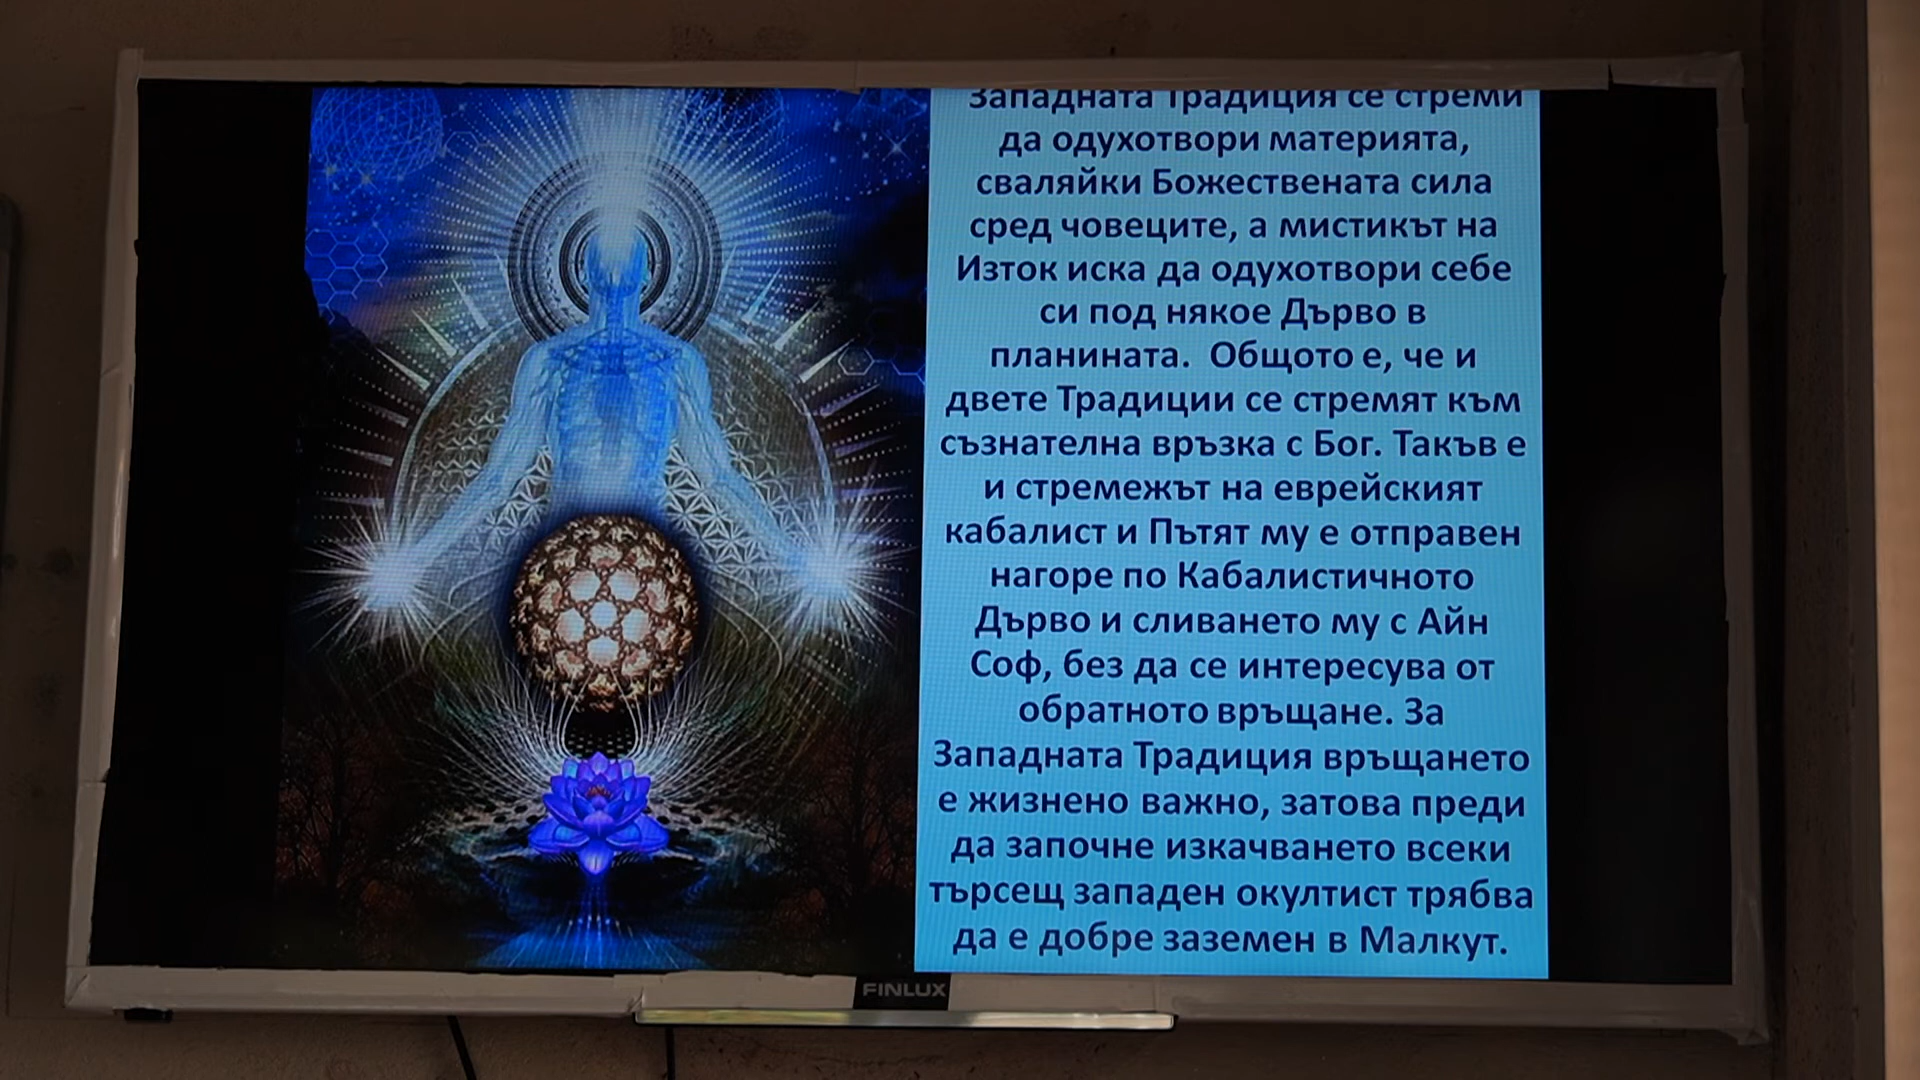 Западната Традиция се стреми
да одухотвори материята,
сваляйки Божествената сила
сред човеците, а мистикът на
Изток иска да одухотвори себе
си под някое Дърво в
планината. Общото е, че и
двете Традиции се стремят към
съзнателна връзка с Бог. Такъв е
и стремежът на еврейският
кабалист и Пътят му е отправен
нагоре по Кабалистичното
Дърво и сливането му с Айн
Соф, без да се интересува от
обратното връщане. За
Западната Традиция връщането
е жизнено важно, затова преди
да започне изкачването всеки
търсещ западен окултист трябва
да е добре заземен в Малкут.
FINLUX